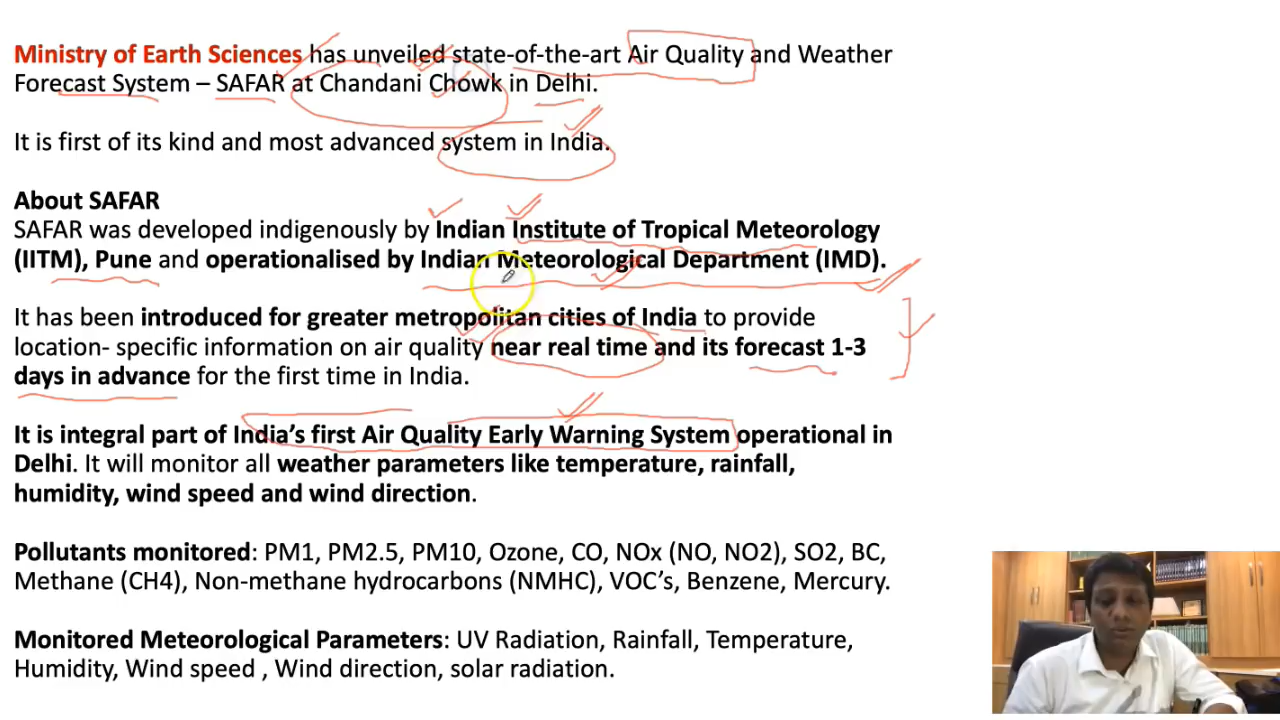 Ministry of Earth Sciences has unveiled state-of-the-art Air Quality and Weather
Forecast System – SAFAR at Chandani Chowk in Delhi.
It is first of its kind and most advanced system in India.
About SAFAR
SAFAR was developed indigenously by Indian Institute of Tropical Meteorology
(IITM), Pune and operationalised by Indian Meteorological Department (IMD).
It has been introduced for greater metropolitan cities of India to provide
location- specific information on air quality near real time and its forecast 1-3
days in advance for the first time in India.
It is integral part of India’s first Air Quality Early Warning System operational in
Delhi. It will monitor all weather parameters like temperature, rainfall,
humidity, wind speed and wind direction.
Pollutants monitored: PM1, PM2.5, PM10, Ozone, CO, NOx (NO, NO2), SO2, BC,
Methane (CH4), Non-methane hydrocarbons (NMHC), VOC’s, Benzene, Mercury.
Monitored Meteorological Parameters: UV Radiation, Rainfall, Temperature,
Humidity, Wind speed , Wind direction, solar radiation.